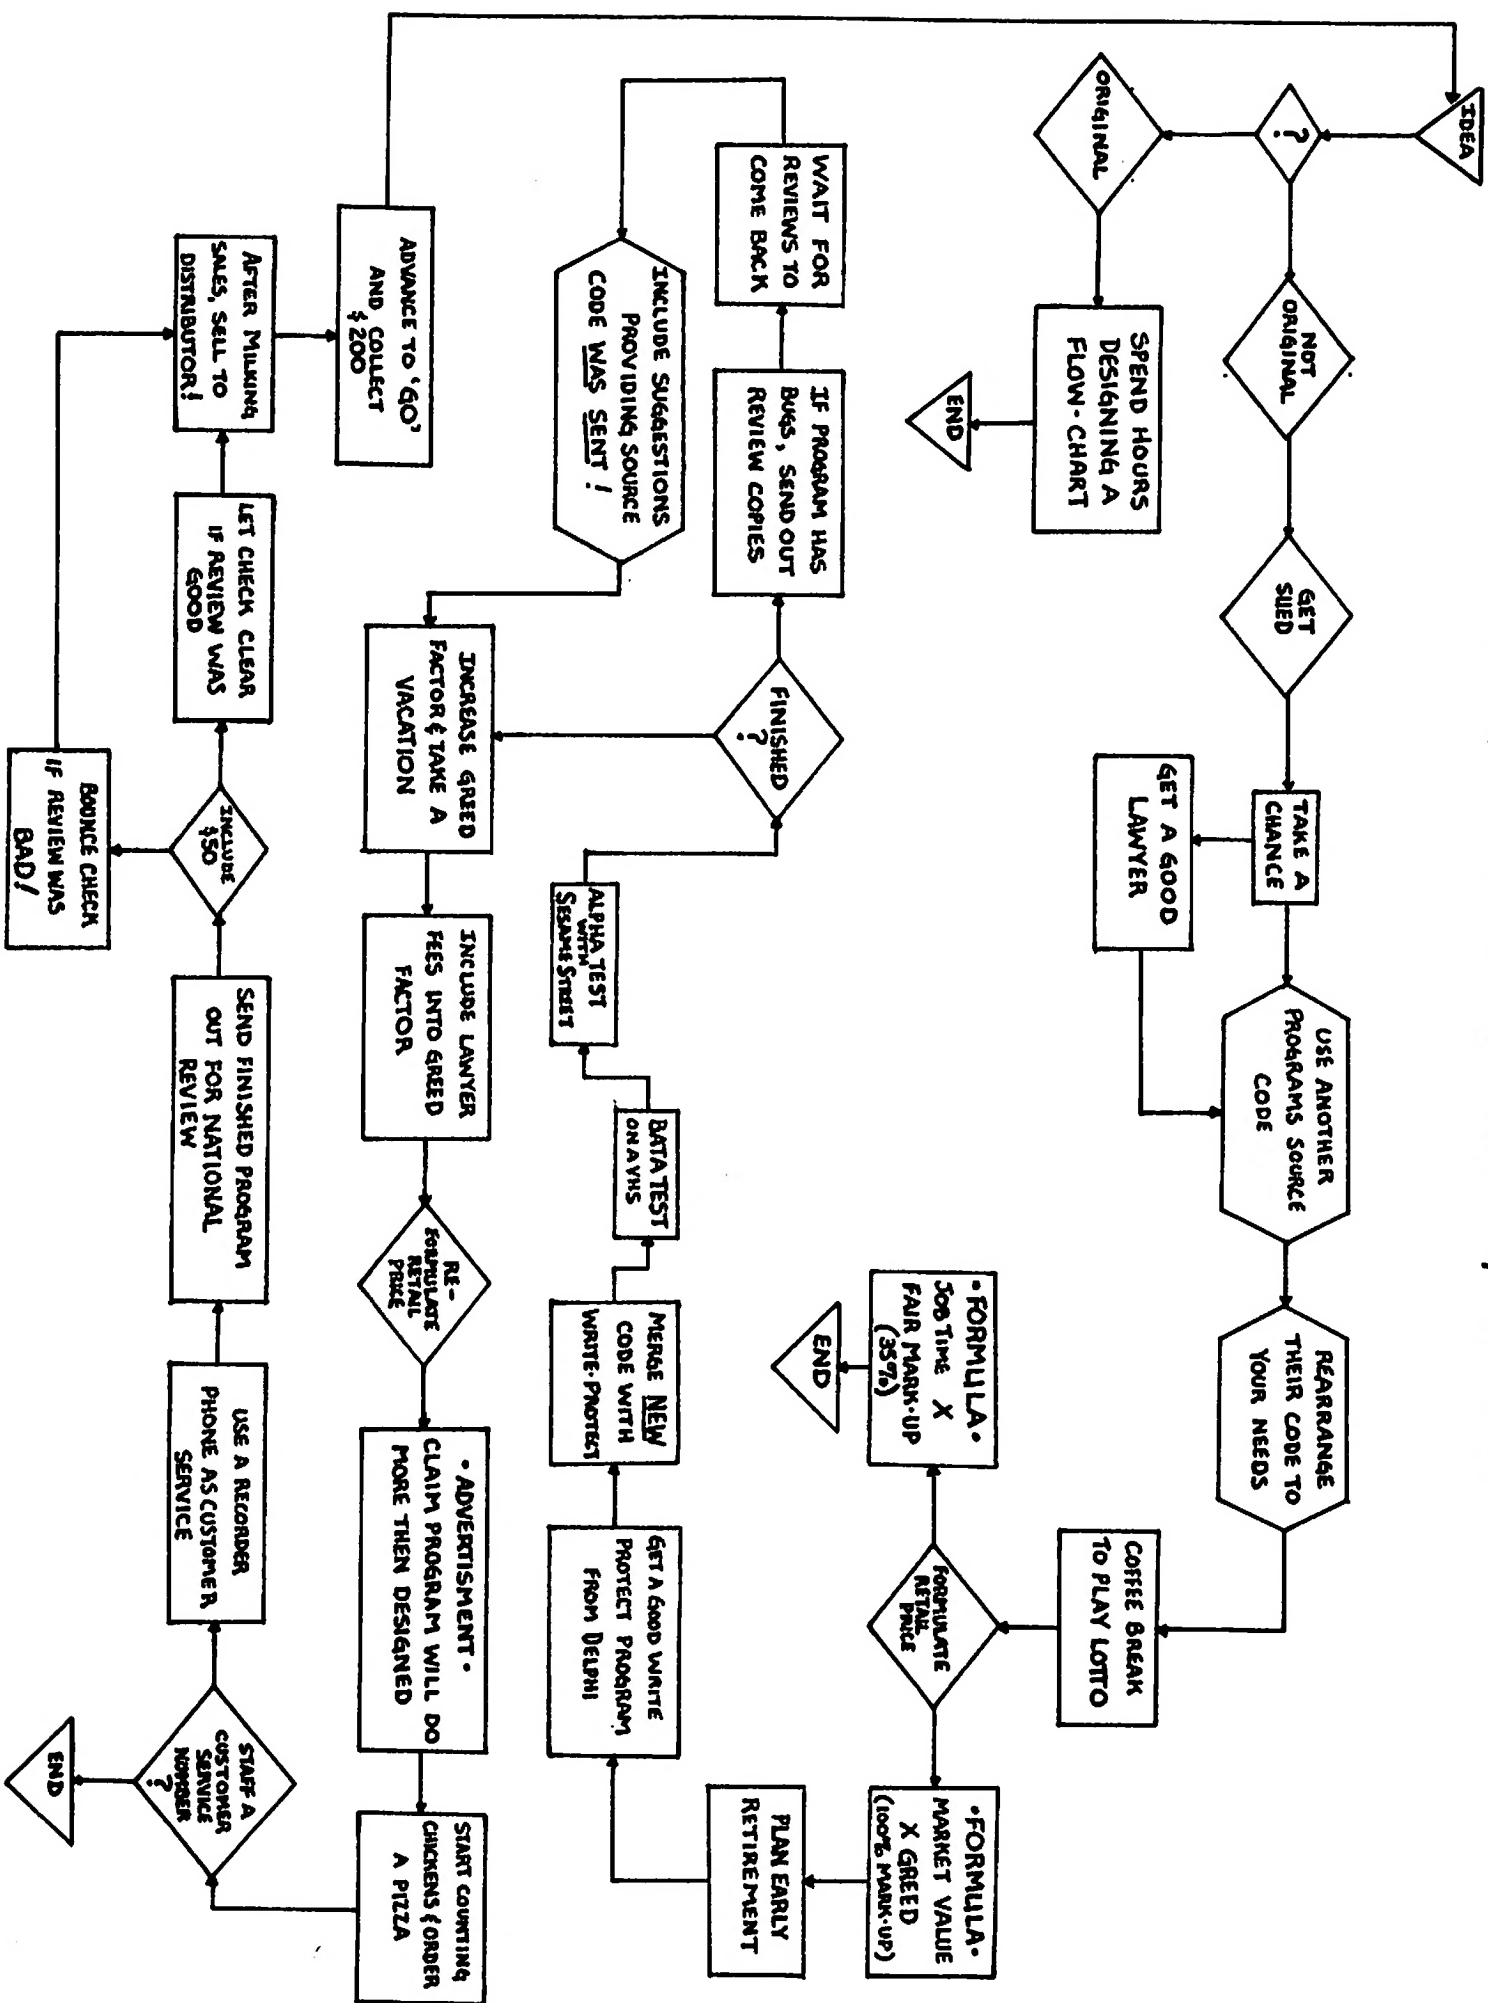 IDEA
?
ORIGINAL
SPEND HOURS
DESIGNING A
FLOW-CHART
END
NOT
ORIGINAL
GET
SUED
TAKE A
CHANCE
GET A GOOD
LAWYER
USE ANOTHER
PROGRAMS SOURCE
CODE
REARRANGE
THEIR CODE TO
YOUR NEEDS
COFFEE BREAK
TO PLAY LOTTO
FORMULATE
RETAIL
PRICE
•FORMULA•
JOB TIME X
FAIR MARK-UP
(35%)
END
•FORMULA•
MARKET VALUE
X GREED
(100% MARK-UP)
PLAN EARLY
RETIREMENT
GET A GOOD WRITE
PROTECT PROGRAM
FROM DELPHI
MERGE NEW
CODE WITH
WRITE-PROTECT
BATA TEST
ON A VHS
ALPHA TEST
WITH
SESAME STREET
FINISHED
?
IF PROGRAM HAS
BUGS, SEND OUT
REVIEW COPIES
WAIT FOR
REVIEWS TO
COME BACK
INCLUDE SUGGESTIONS
PROVIDING SOURCE
CODE WAS SENT!
INCREASE GREED
FACTOR & TAKE A
VACATION
INCLUDE LAWYER
FEES INTO GREED
FACTOR
RE-
FORMULATE
RETAIL
PRICE
•ADVERTISMENT•
CLAIM PROGRAM WILL DO
MORE THEN DESIGNED
START COUNTING
CHICKENS & ORDER
A PIZZA
STAFF A
CUSTOMER
SERVICE
NUMBER
?
END
USE A RECORDER
PHONE AS CUSTOMER
SERVICE
SEND FINISHED PROGRAM
OUT FOR NATIONAL
REVIEW
INCLUDE
$50
BOUNCE CHECK
IF REVIEW WAS
BAD!
LET CHECK CLEAR
IF REVIEW WAS
GOOD
AFTER MILKING
SALES, SELL TO
DISTRIBUTOR!
ADVANCE TO 'GO'
AND COLLECT
$200